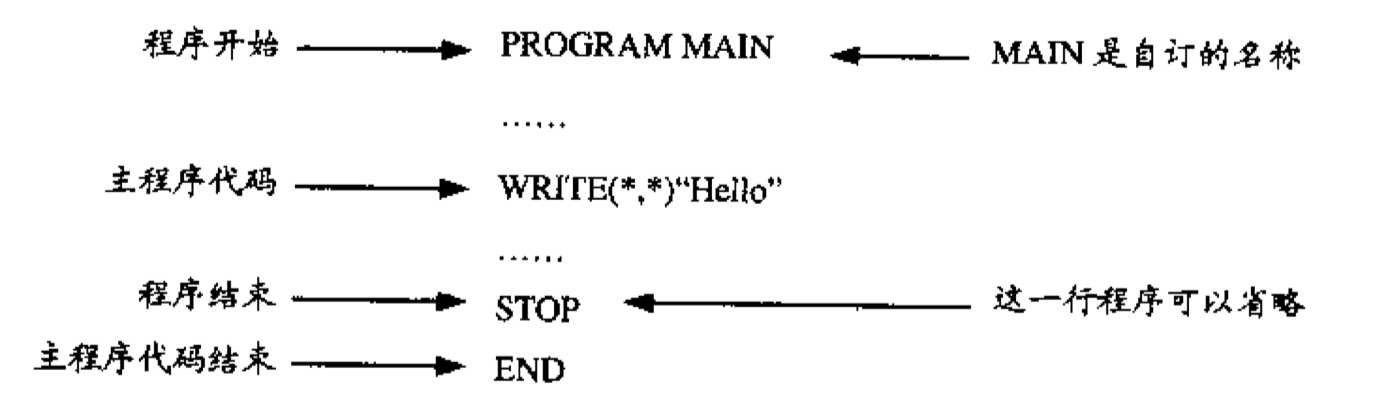 程序开始 PROGRAM MAIN MAIN 是自订的名称
……
主程序代码 WRITE(*,*)“Hello”
……
程序结束 STOP 这一行程序可以省略
主程序代码结束 END